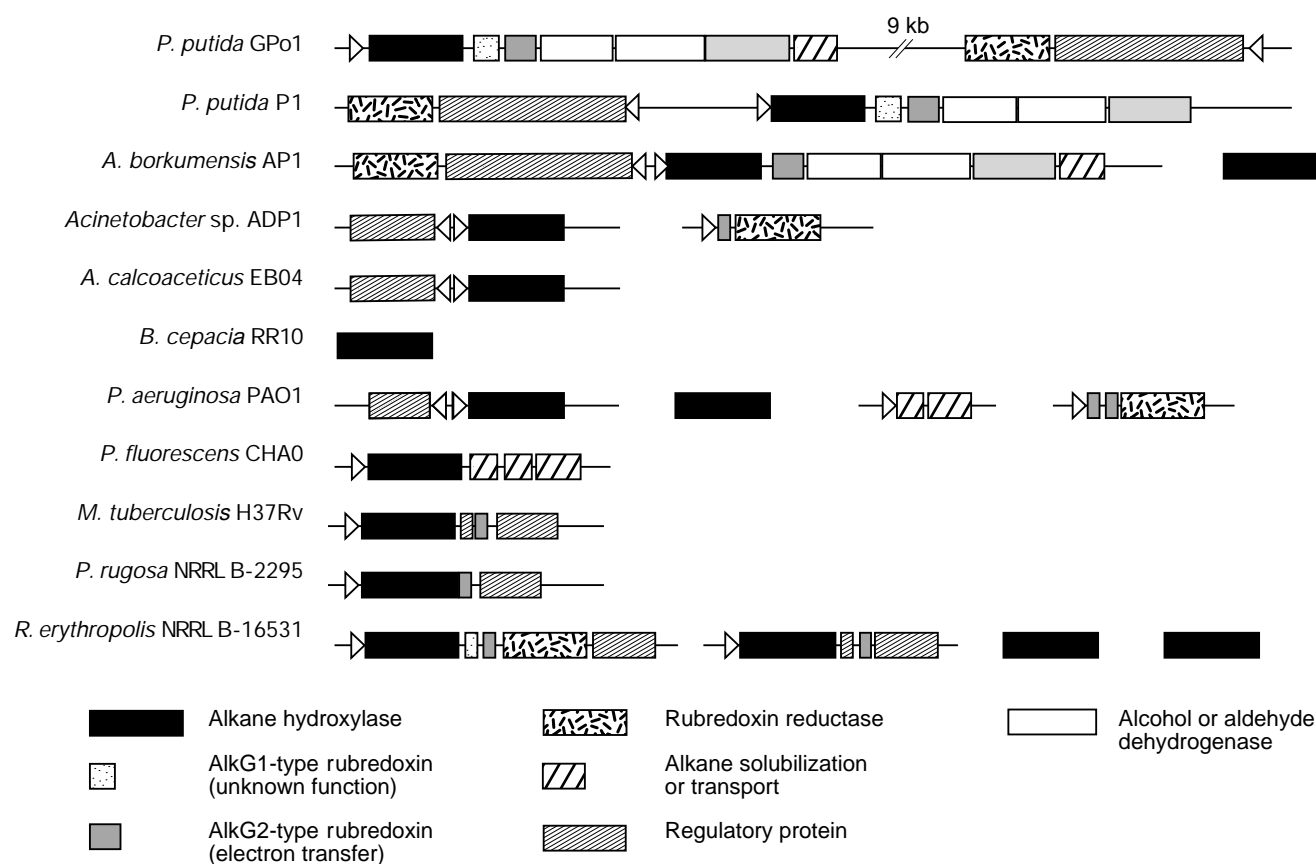 9 kb
P. putida GPo1
P. putida P1
A. borkumensis AP1
Acinetobacter sp. ADP1
A. calcoaceticus EB04
B. cepacia RR10
P. aeruginosa PAO1
P. fluorescens CHA0
M. tuberculosis H37Rv
P. rugosa NRRL B-2295
R. erythropolis NRRL B-16531
Alkane hydroxylase
AlkG1-type rubredoxin
(unknown function)
AlkG2-type rubredoxin
(electron transfer)
Rubredoxin reductase
Alkane solubilization
or transport
Regulatory protein
Alcohol or aldehyde
dehydrogenase